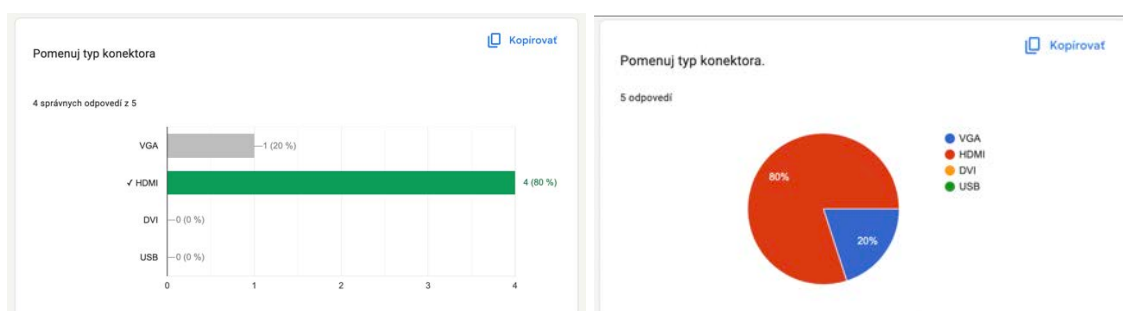 Kopírovať
Pomenuj typ konektora
4 správnych odpovedí z 5
VGA
1 (20 %)
✓ HDMI
4 (80 %)
DVI
0 (0 %)
USB
0 (0 %)
0 1 2 3 4
Kopírovať
Pomenuj typ konektora.
5 odpovedí
VGA
HDMI
DVI
USB
80%
20%